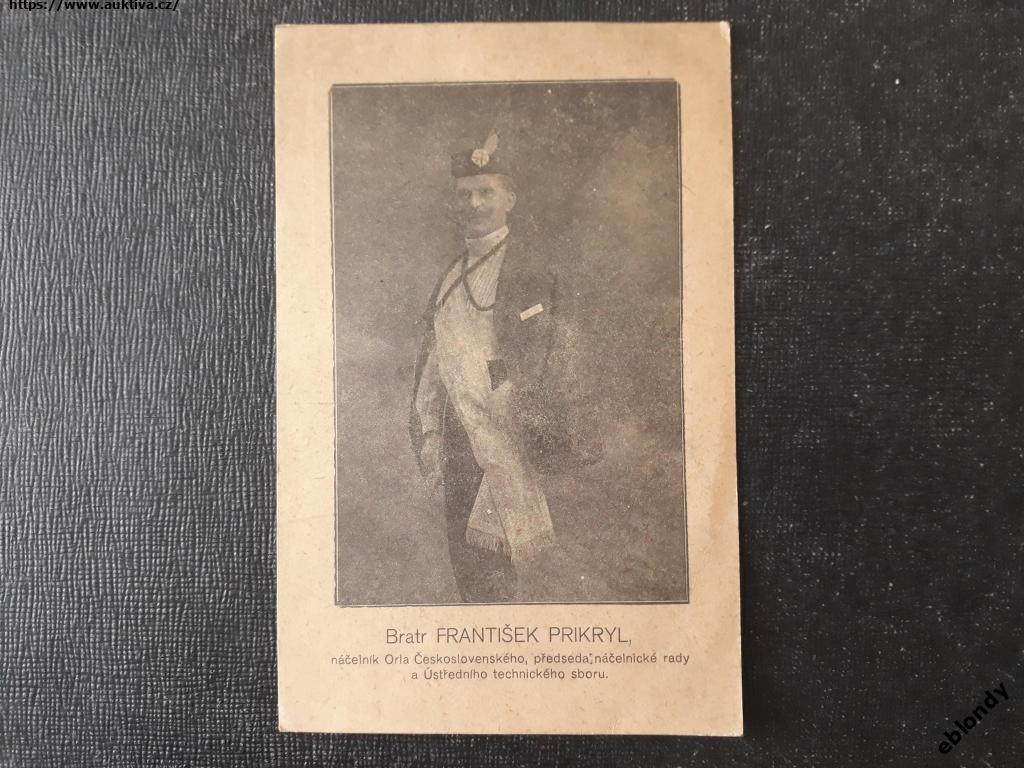 https://www.auktiva.cz/
Bratr FRANTIŠEK PRIKRYL,
náčelník Orla Československého, předseda náčelnické rady
a Ústředního technického sboru.
eblondy